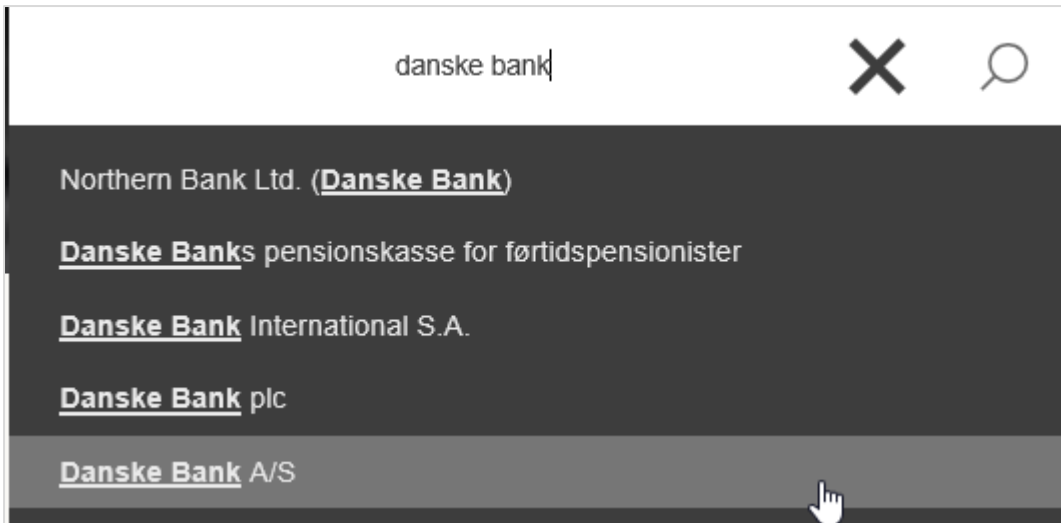 danske bank
Northern Bank Ltd. (Danske Bank)
Danske Banks pensionskasse for førtidspensionister
Danske Bank International S.A.
Danske Bank plc
Danske Bank A/S